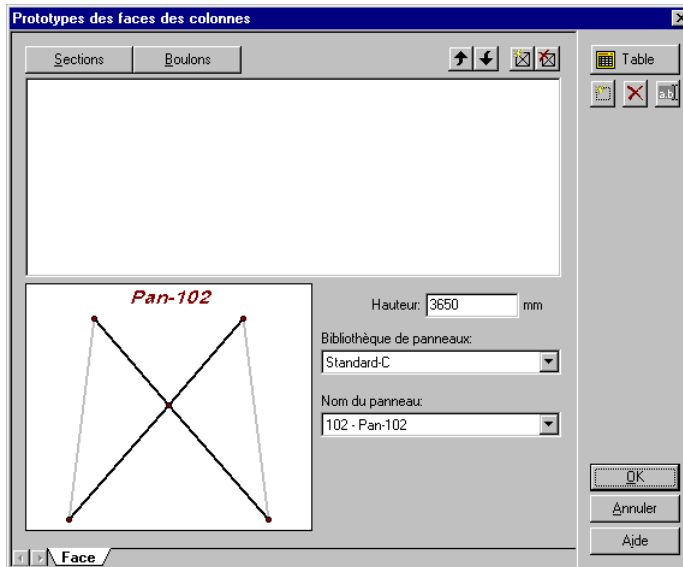 Prototypes des faces des colonnes
Sections
Boulons
Table
a.b
Pan-102
Hauteur: 3650 mm
Bibliothèque de panneaux:
Standard-C
Nom du panneau:
102 - Pan-102
OK
Annuler
Aide
Face